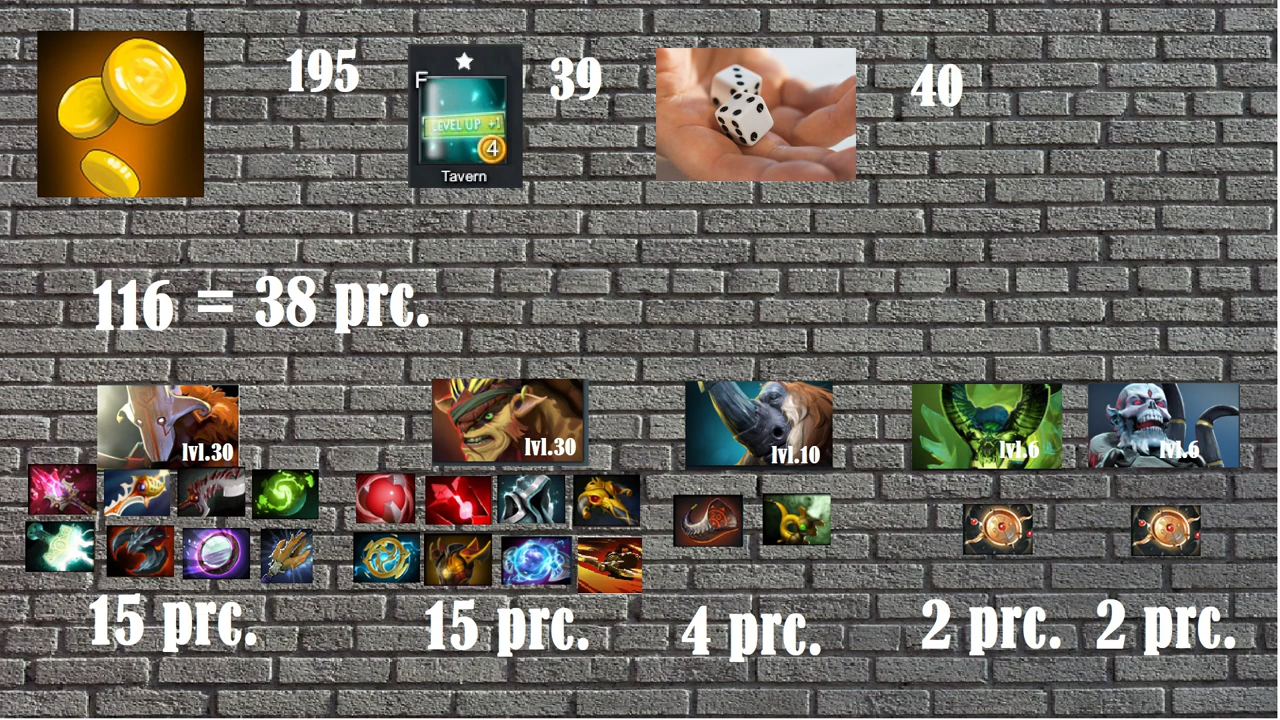 195
F
LEVEL UP +1
4
Tavern
39
40
116 = 38 prc.
lvl.30
lvl.30
lvl.10
lvl.6
lvl.6
15 prc.
15 prc.
4 prc.
2 prc.
2 prc.